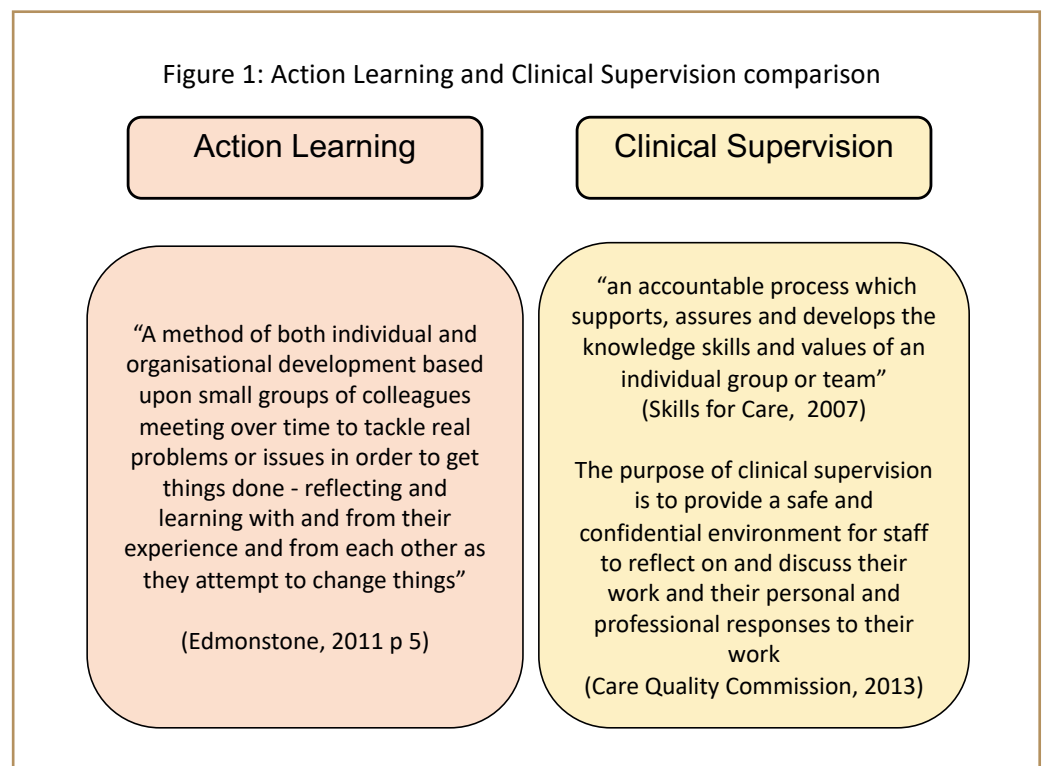 Figure 1: Action Learning and Clinical Supervision comparison
Action Learning
Clinical Supervision
“A method of both individual and
organisational development based
upon small groups of colleagues
meeting over time to tackle real
problems or issues in order to get
things done - reflecting and
learning with and from their
experience and from each other as
they attempt to change things”
(Edmonstone, 2011 p 5)
“an accountable process which
supports, assures and develops the
knowledge skills and values of an
individual group or team”
(Skills for Care, 2007)
The purpose of clinical supervision
is to provide a safe and
confidential environment for staff
to reflect on and discuss their
work and their personal and
professional responses to their
work
(Care Quality Commission, 2013)